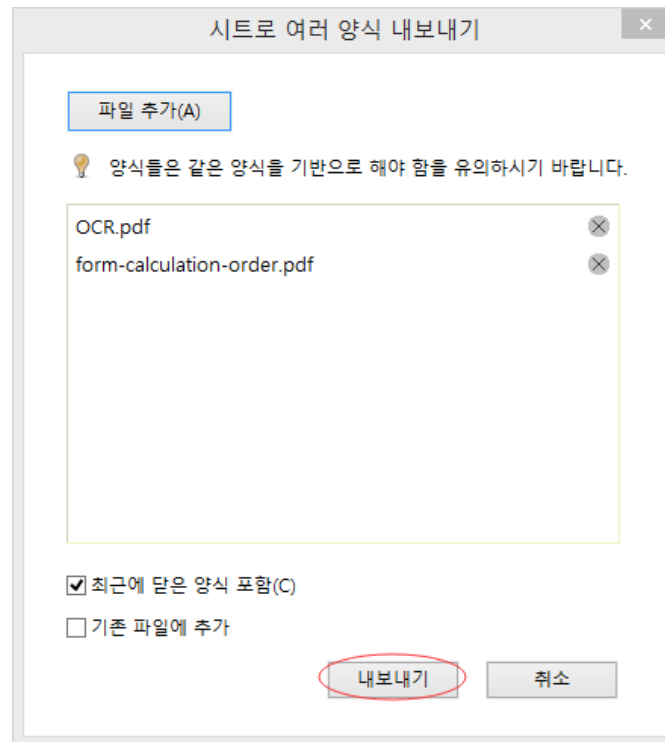 시트로 여러 양식 내보내기
파일 추가(A)
양식들은 같은 양식을 기반으로 해야 함을 유의하시기 바랍니다.
OCR.pdf
form-calculation-order.pdf
최근에 닫은 양식 포함(C)
기존 파일에 추가
내보내기 취소